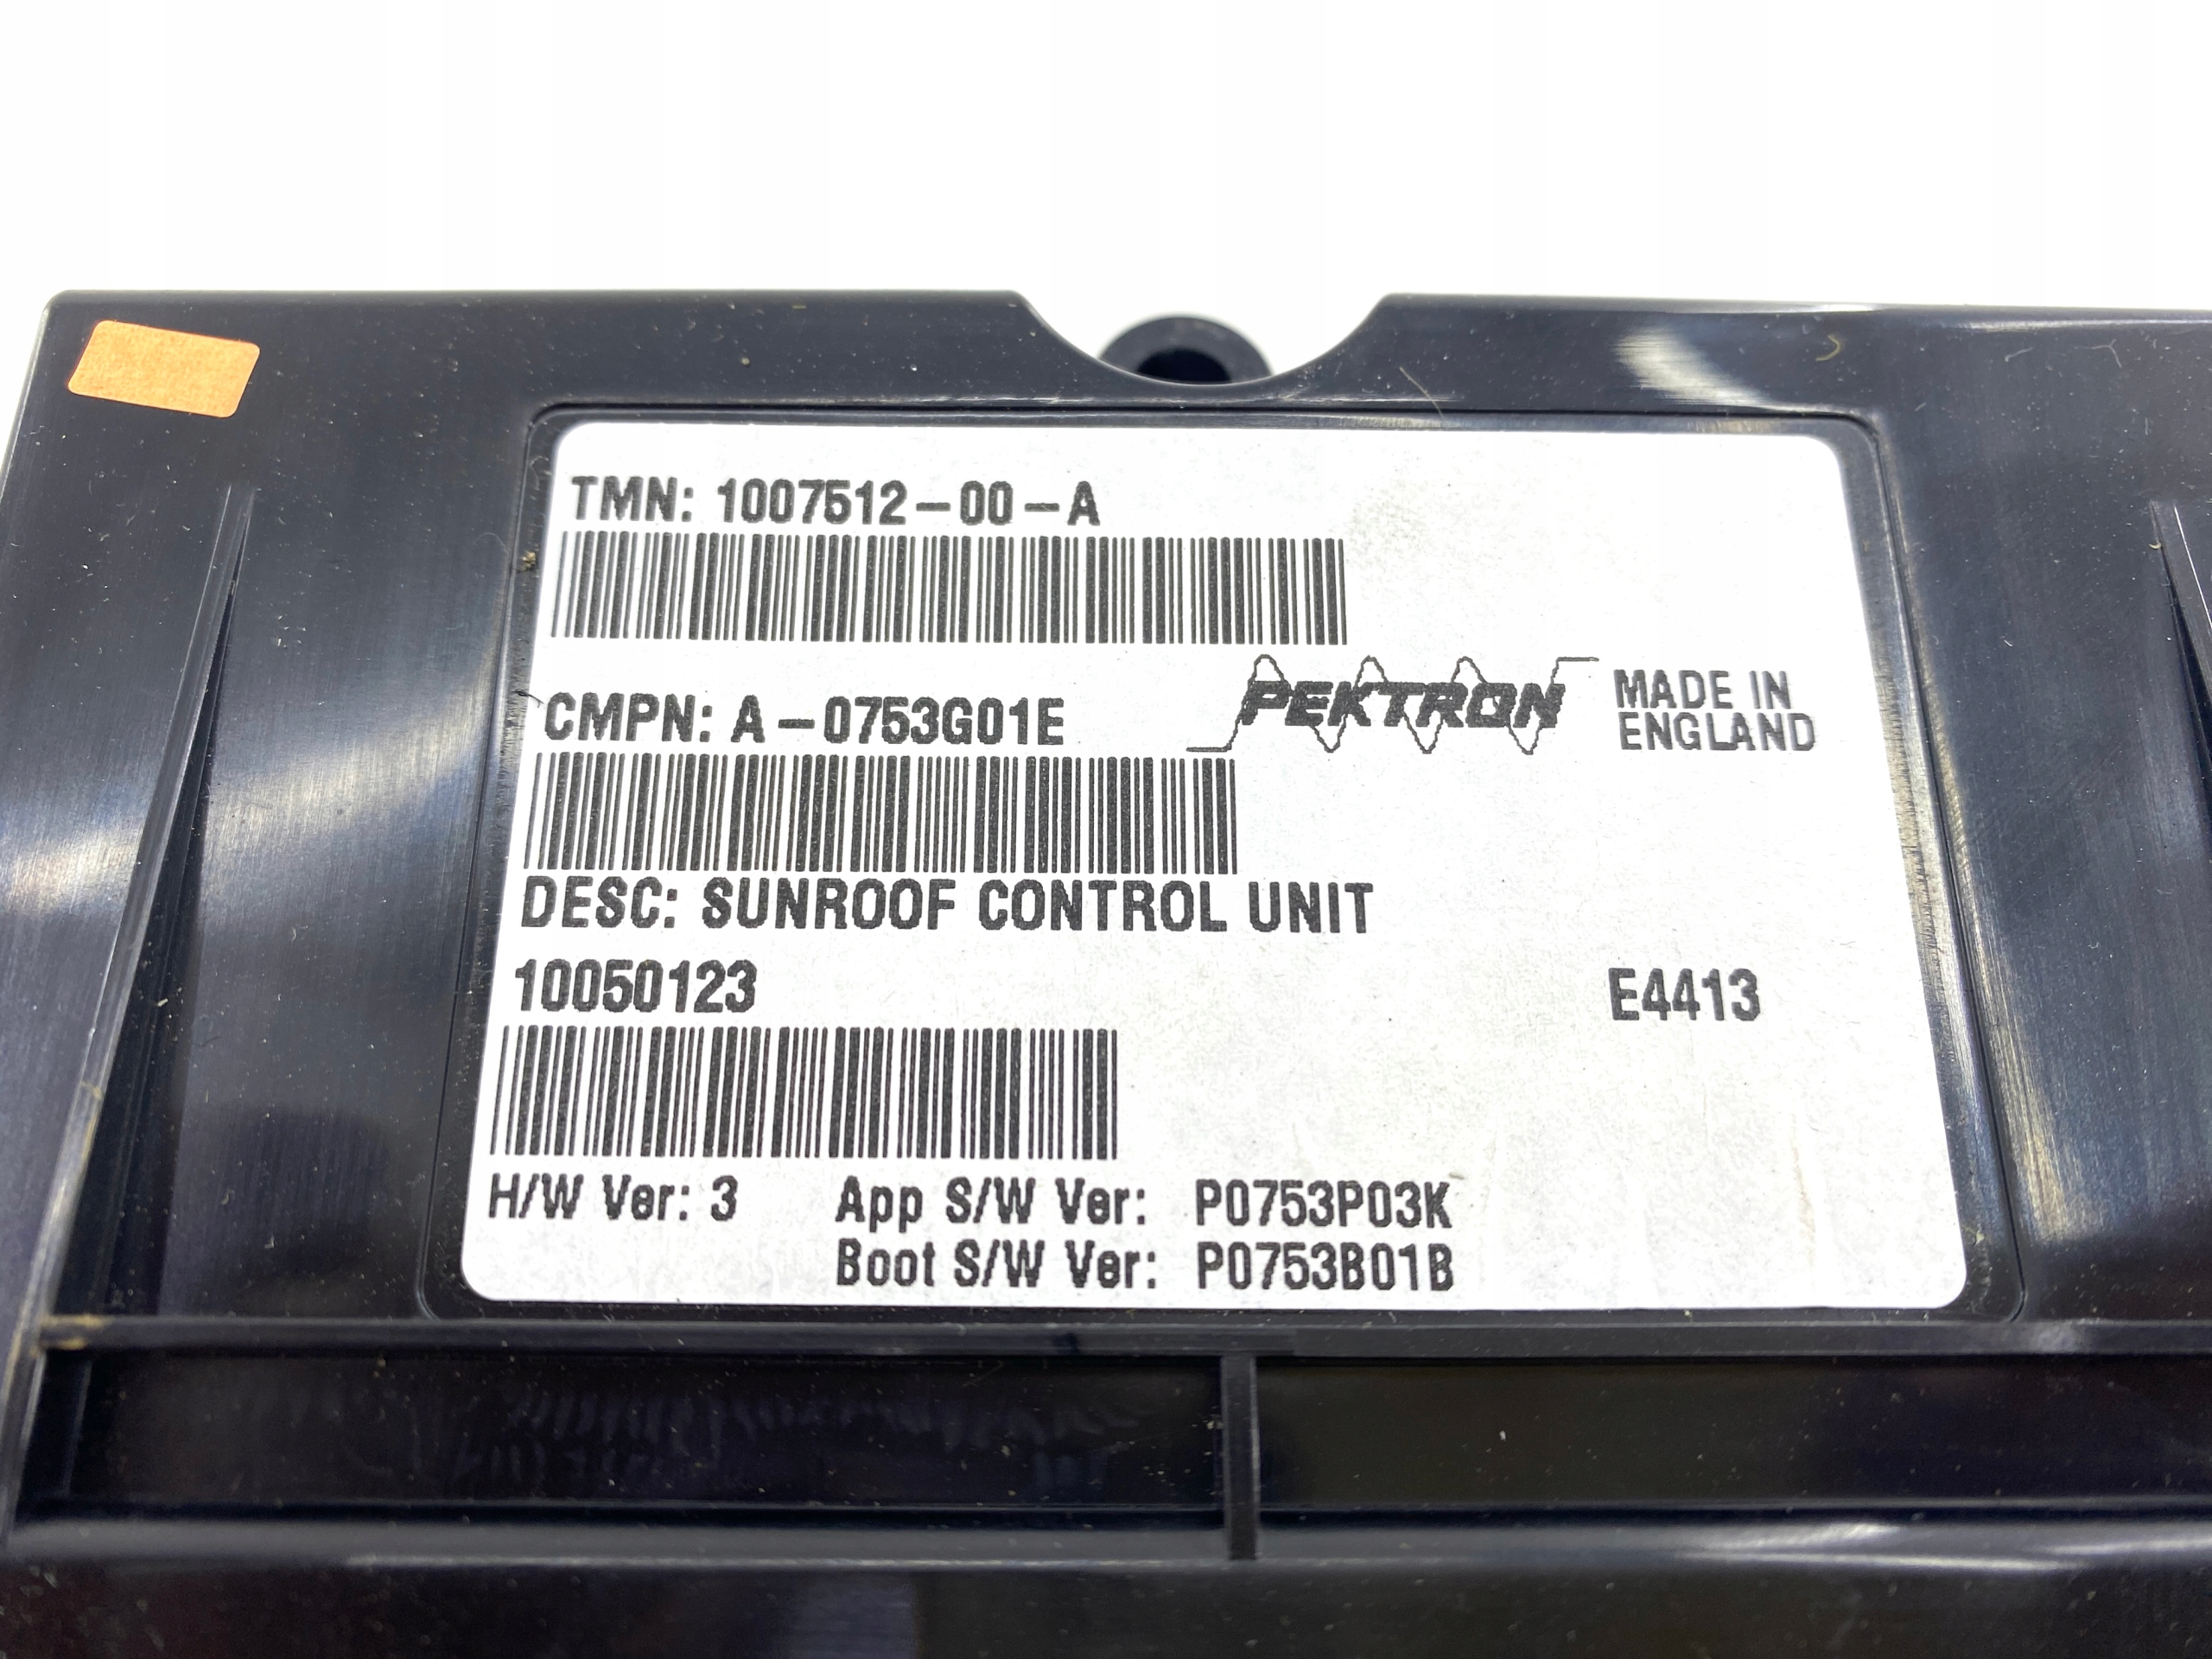 TMN: 1007512-00-A
CMPN: A-0753G01E
PEKTRON
MADE IN
ENGLAND
DESC: SUNROOF CONTROL UNIT
10050123
E4413
H/W Ver: 3
App S/W Ver: P0753P03K
Boot S/W Ver: P0753B01B